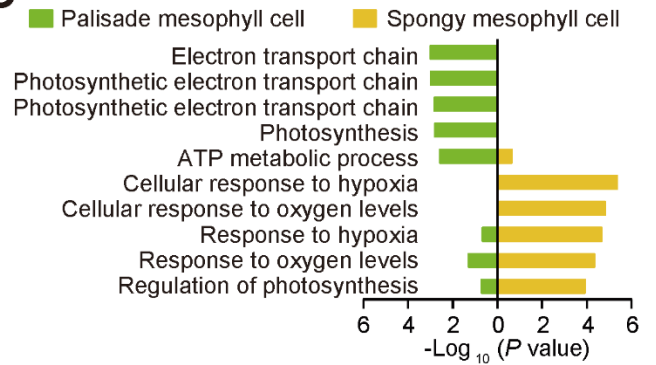 Palisade mesophyll cell Spongy mesophyll cell
Electron transport chain
Photosynthetic electron transport chain
Photosynthetic electron transport chain
Photosynthesis
ATP metabolic process
Cellular response to hypoxia
Cellular response to oxygen levels
Response to hypoxia
Response to oxygen levels
Regulation of photosynthesis
6 4 2 0 2 4 6
-Log 10 (P value)